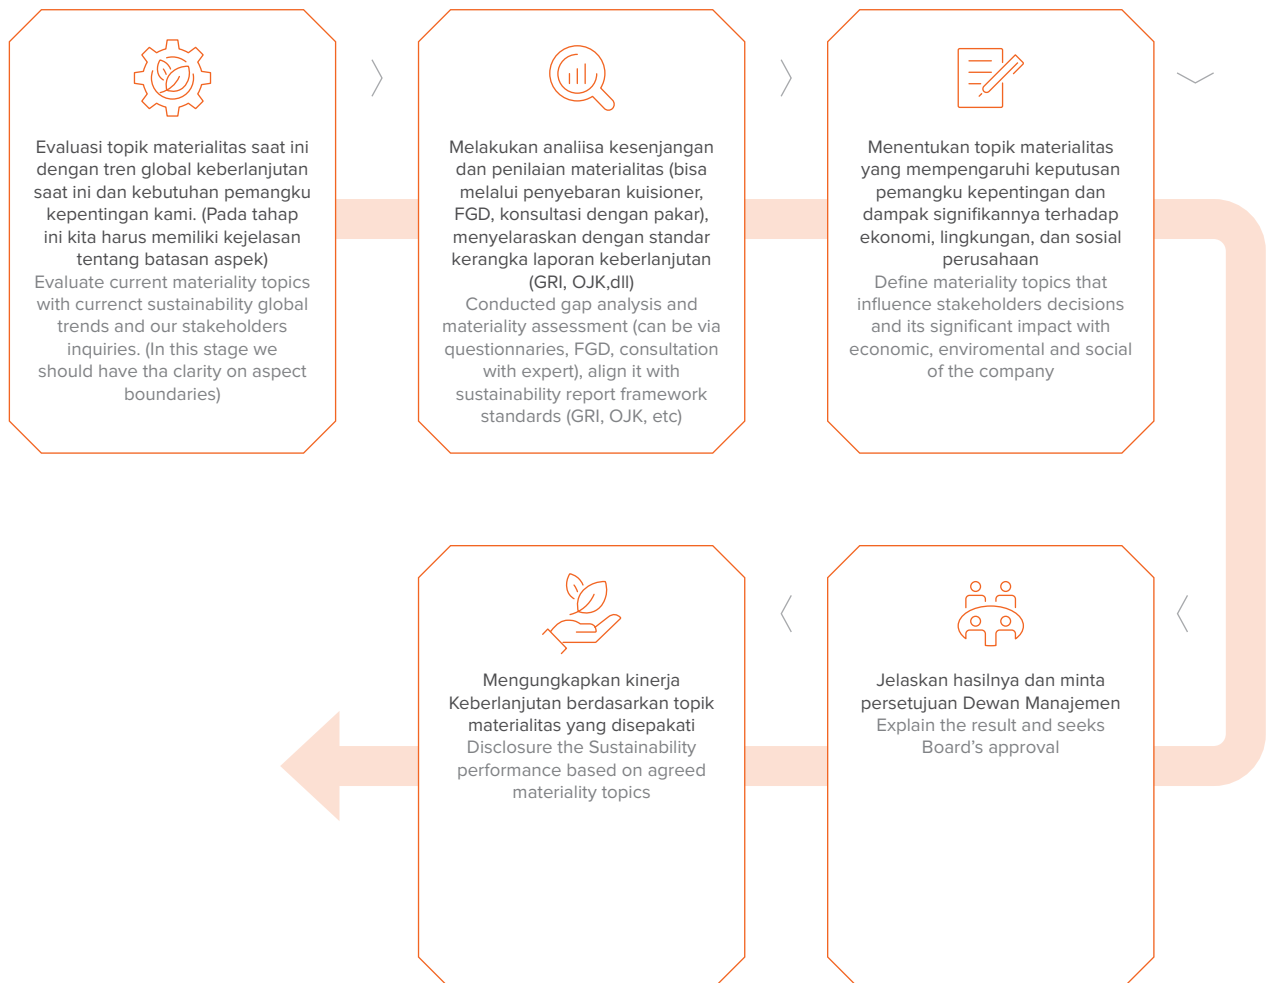 Evaluasi topik materialitas saat ini
dengan tren global keberlanjutan
saat ini dan kebutuhan pemangku
kepentingan kami. (Pada tahap
ini kita harus memiliki kejelasan
tentang batasan aspek)
Evaluate current materiality topics
with currenct sustainability global
trends and our stakeholders
inquiries. (In this stage we
should have tha clarity on aspect
boundaries)
Melakukan analiisa kesenjangan
dan penilaian materialitas (bisa
melalui penyebaran kuisioner,
FGD, konsultasi dengan pakar),
menyelaraskan dengan standar
kerangka laporan keberlanjutan
(GRI, OJK,dll)
Conducted gap analysis and
materiality assessment (can be via
questionnaries, FGD, consultation
with expert), align it with
sustainability report framework
standards (GRI, OJK, etc)
Menentukan topik materialitas
yang mempengaruhi keputusan
pemangku kepentingan dan
dampak signifikannya terhadap
ekonomi, lingkungan, dan sosial
perusahaan
Define materiality topics that
influence stakeholders decisions
and its significant impact with
economic, enviromental and social
of the company
Jelaskan hasilnya dan minta
persetujuan Dewan Manajemen
Explain the result and seeks
Board's approval
Mengungkapkan kinerja
Keberlanjutan berdasarkan topik
materialitas yang disepakati
Disclosure the Sustainability
performance based on agreed
materiality topics